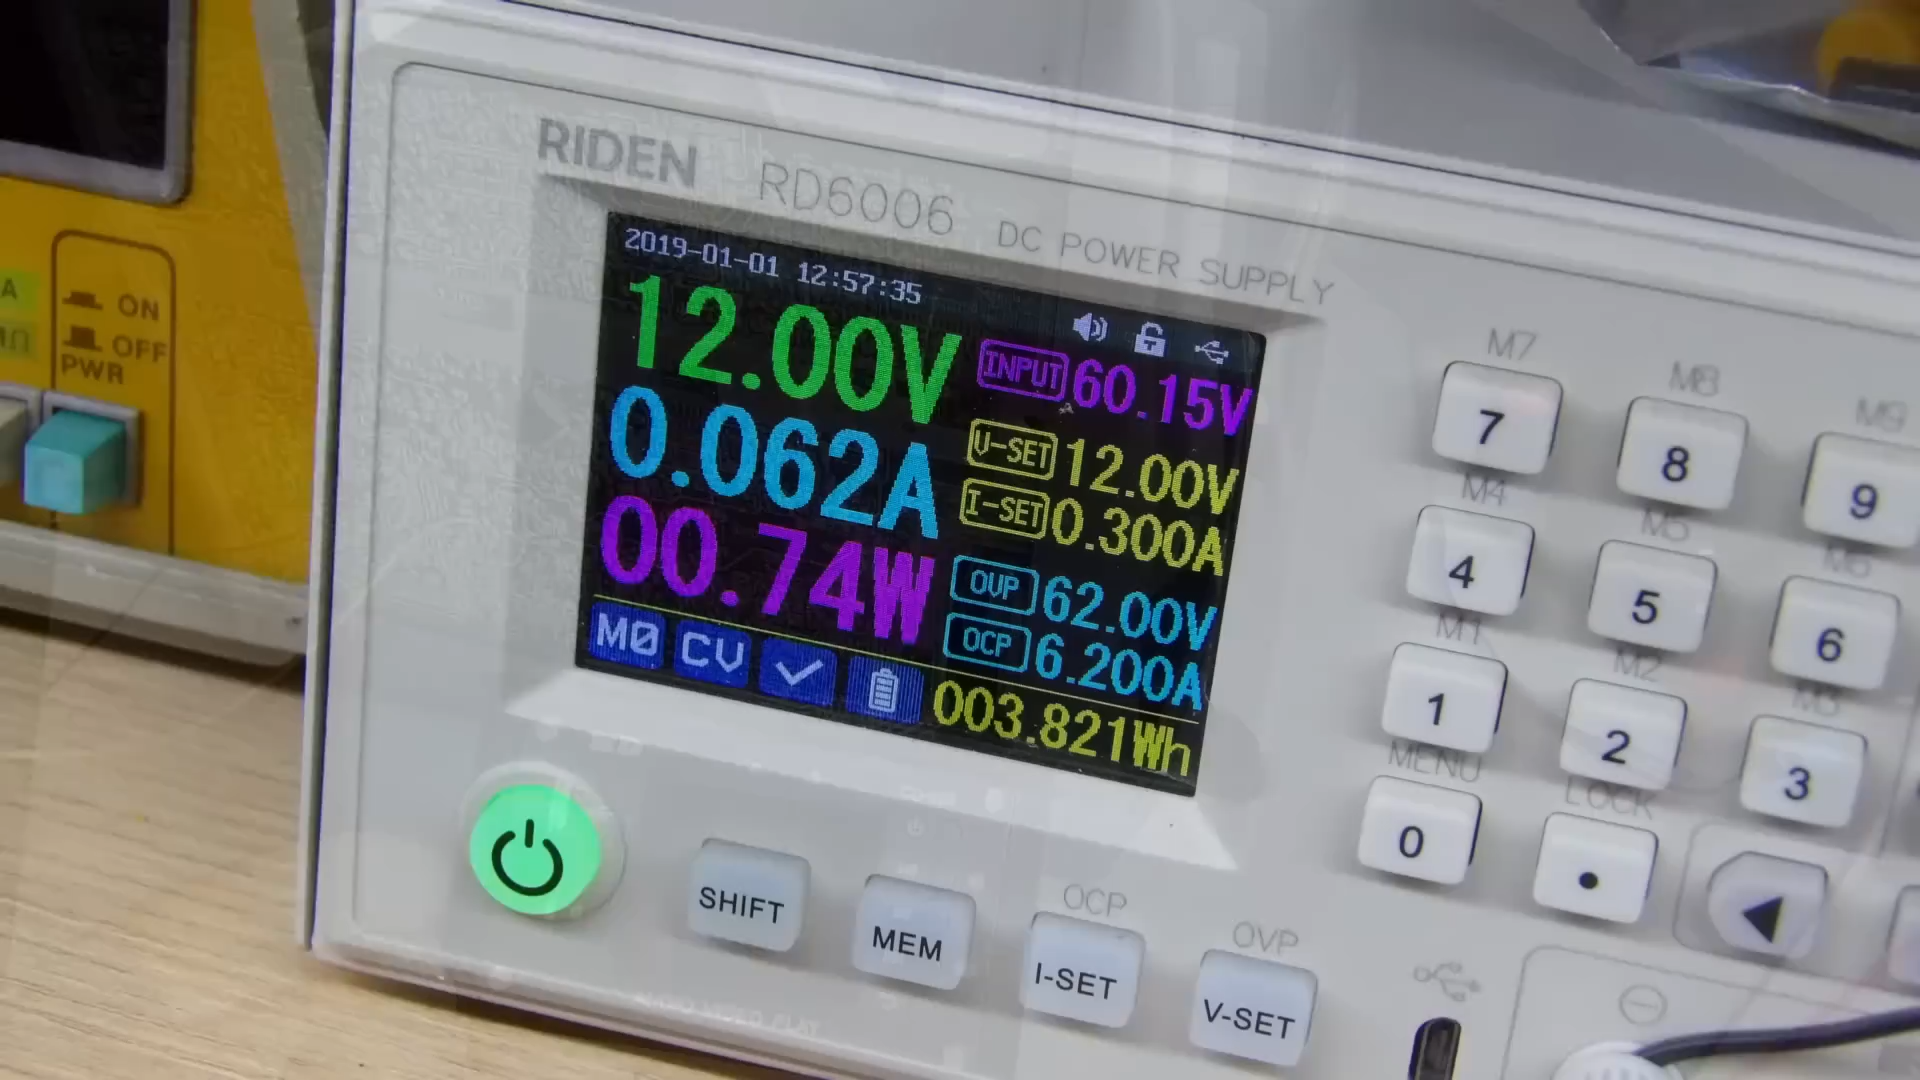 RIDEN RD6006 DC POWER SUPPLY
2019-01-01 12:57:35
12.00V
INPUT 60.15V
0.062A
V-SET 12.00V
I-SET 0.300A
00.74W
OVP 62.00V
OCP 6.200A
M0 CV
003.821Wh
A
ON
OFF
PWR
M7 M8 M9
7 8 9
M4 M5 M6
4 5 6
M1 M2 M3
1 2 3
MENU LOCK
0 •
SHIFT
MEM
OCP
I-SET
OVP
V-SET